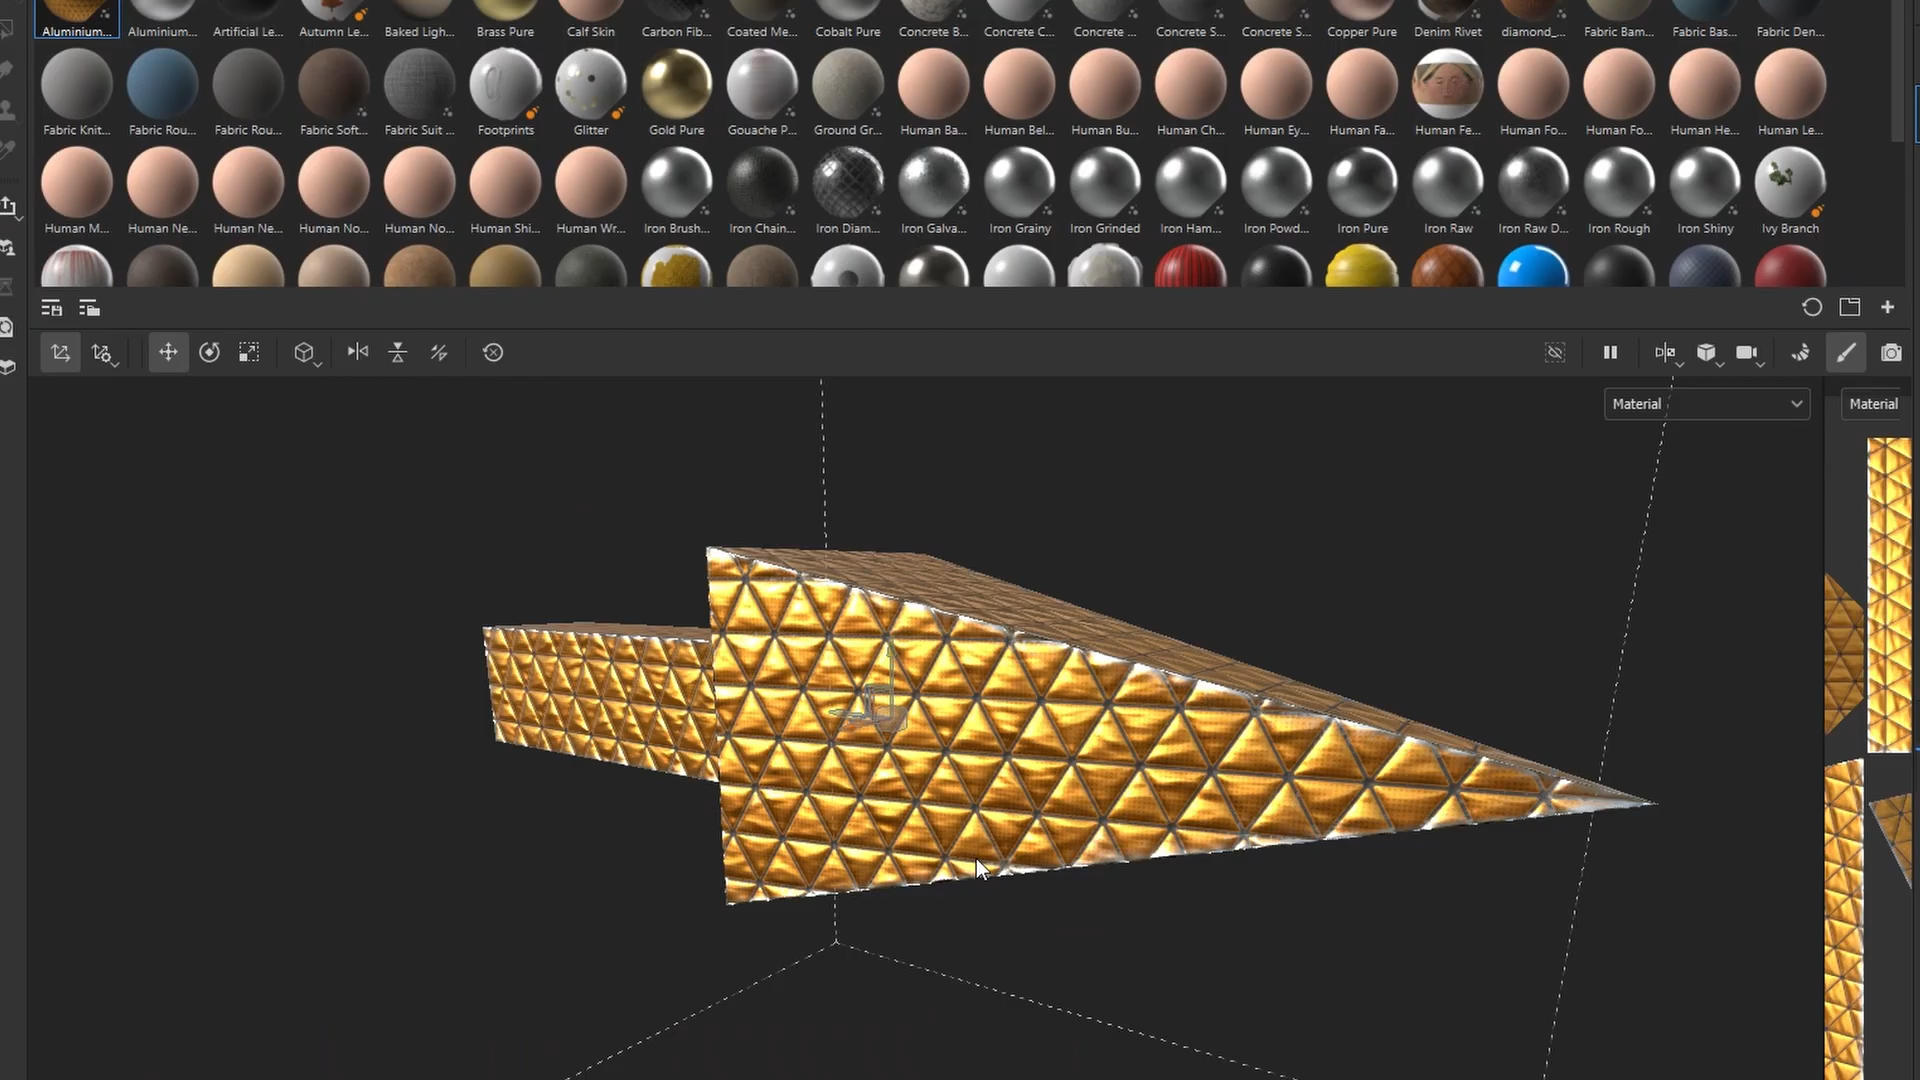 Aluminium... Aluminium... Artificial Le... Autumn Le... Baked Ligh... Brass Pure Calf Skin Carbon Fib... Coated Me... Cobalt Pure Concrete B... Concrete C... Concrete ... Concrete S... Concrete S... Copper Pure Denim Rivet diamond_... Fabric Bam... Fabric Bas... Fabric Den...
Fabric Knit... Fabric Rou... Fabric Rou... Fabric Soft... Fabric Suit ... Footprints Glitter Gold Pure Gouache P... Ground Gr... Human Ba... Human Bel... Human Bu... Human Ch... Human Ey... Human Fa... Human Fe... Human Fo... Human Fo... Human He... Human Le...
Human M... Human Ne... Human Ne... Human No... Human No... Human Shi... Human Wr... Iron Brush... Iron Chain... Iron Diam... Iron Galva... Iron Grainy Iron Grinded Iron Ham... Iron Powd... Iron Pure Iron Raw Iron Raw D... Iron Rough Iron Shiny Ivy Branch
Material Material